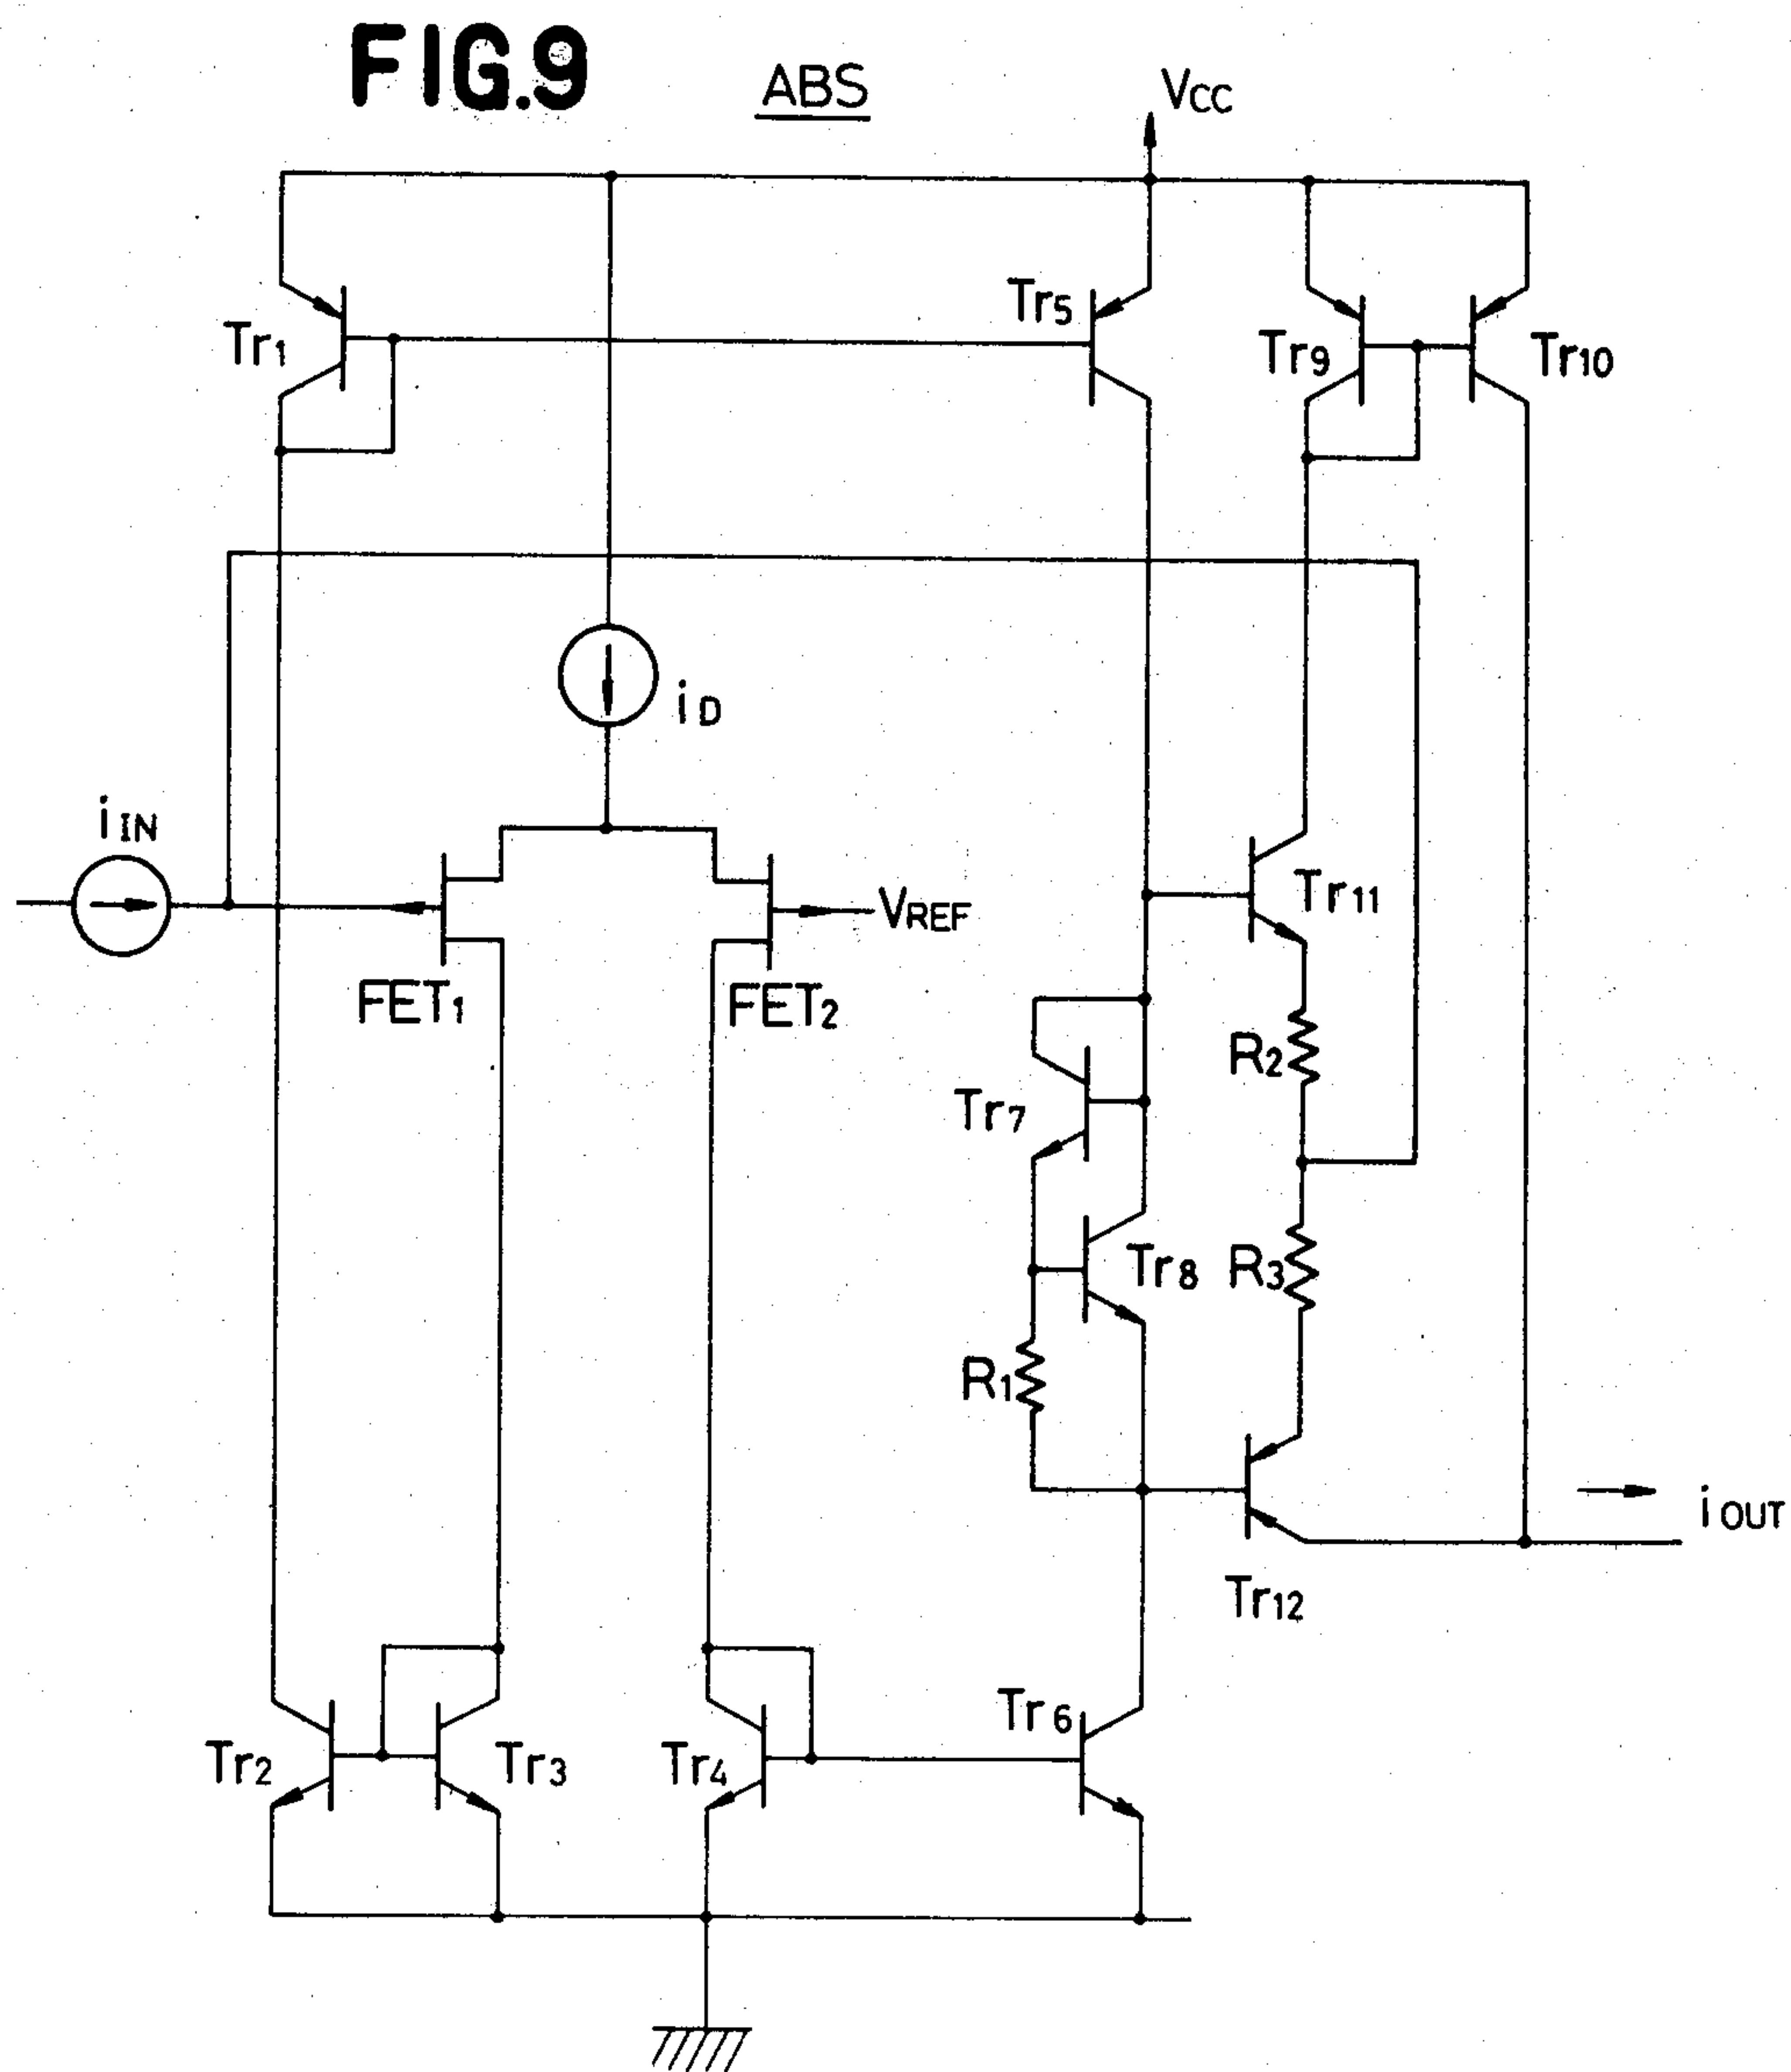 FIG.9
ABS
VCC
Tr1
Tr5
Tr9
Tr10
iD
iIN
VREF
Tr11
FET1
FET2
R2
Tr7
Tr8
R3
R1
iOUT
Tr12
Tr2
Tr3
Tr4
Tr6